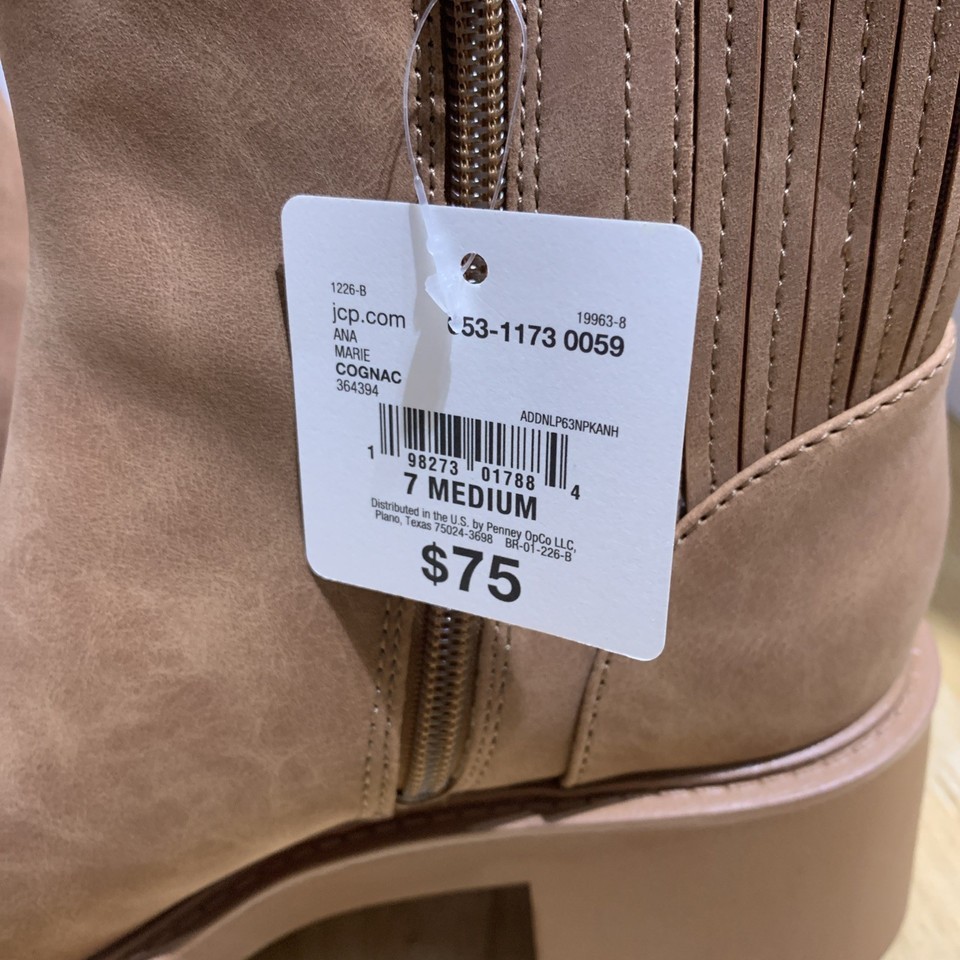 1226-B
19963-8
jcp.com
53-1173 0059
ANA
MARIE
COGNAC
364394
ADDNLP63NPKANH
1 98273 01788 4
7 MEDIUM
Distributed in the U.S. by Penney OpCo LLC,
Plano, Texas 75024-3698 BR-01-226-B
$75